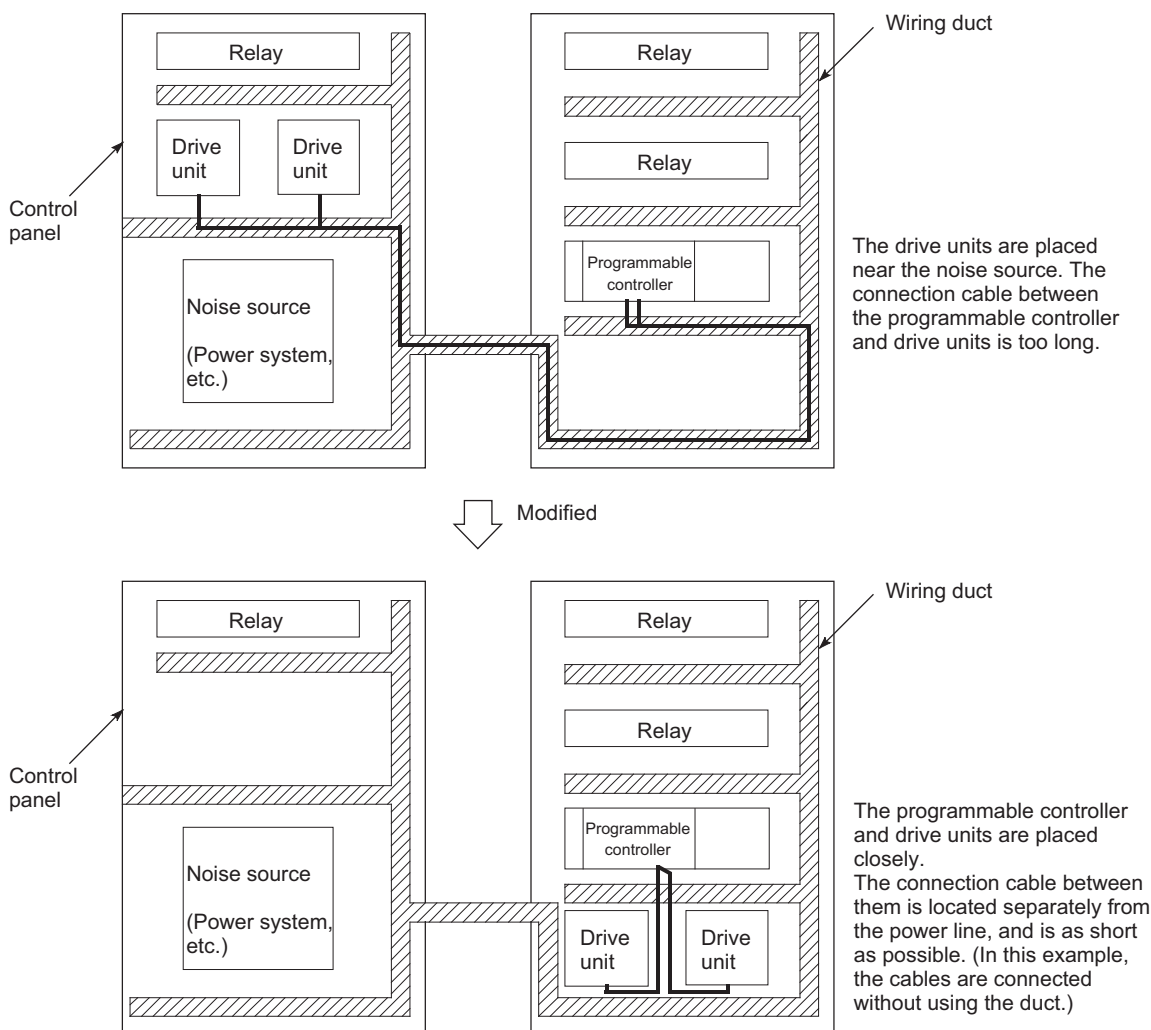 Wiring duct
Relay
Relay
Drive
unit
Drive
unit
Relay
Control
panel
Programmable
controller
The drive units are placed
near the noise source. The
connection cable between
the programmable controller
and drive units is too long.
Noise source
(Power system,
etc.)
Modified
Wiring duct
Relay
Relay
Relay
Control
panel
Programmable
controller
The programmable controller
and drive units are placed
closely.
The connection cable between
them is located separately from
the power line, and is as short
as possible. (In this example,
the cables are connected
without using the duct.)
Noise source
(Power system,
etc.)
Drive
unit
Drive
unit